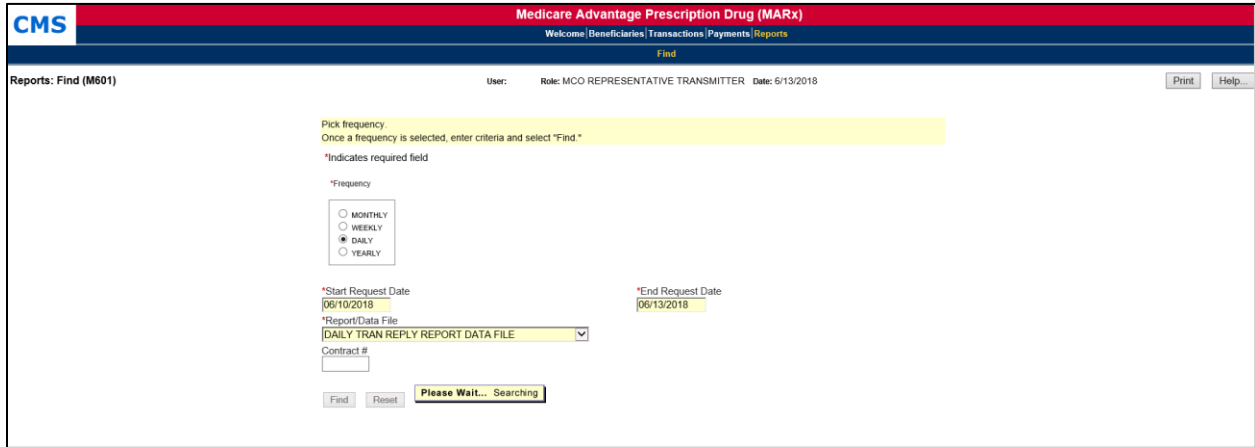 CMS
Medicare Advantage Prescription Drug (MARx)
Welcome|Beneficiaries|Transactions|Payments|Reports
Find
Reports: Find (M601)
User: Role: MCO REPRESENTATIVE TRANSMITTER Date: 6/13/2018
Print Help...
Pick frequency.
Once a frequency is selected, enter criteria and select "Find."
*Indicates required field
*Frequency
MONTHLY
WEEKLY
DAILY
YEARLY
*Start Request Date *End Request Date
06/10/2018 06/13/2018
*Report/Data File
DAILY TRAN REPLY REPORT DATA FILE
Contract #
Find Reset Please Wait... Searching